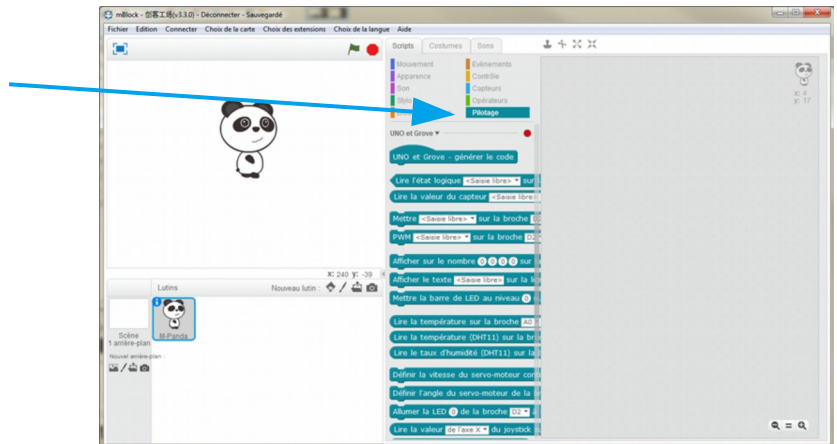 mBlock - 创客工场(v3.3.0) - Déconnecter - Sauvegardé
Fichier Edition Connecter Choix de la carte Choix des extensions Choix de la langue Aide
Scripts Costumes Sons
Mouvement Evènements
Apparence Contrôle
Son Capteurs
Stylo Opérateurs
Pilotage
x: 4
y: 17
UNO et Grove
UNO et Grove - générer le code
Lire l'état logique <Saisie libre> sur
Lire la valeur du capteur <Saisie libre
Mettre <Saisie libre> sur la broche
PWM <Saisie libre> sur la broche D2
Afficher sur le nombre 0 0 0 0 sur
Afficher le texte <Saisie libre> sur la
Mettre la barre de LED au niveau 0
Lire la température sur la broche A0
Lire la température (DHT11) sur la br
Lire le taux d'humidité (DHT11) sur la
Définir la vitesse du servo-moteur con
Définir l'angle du servo-moteur de la
Allumer la LED 0 de la broche D2
Lire la valeur de l'axe X du joystick
x: 240 y: -39
Lutins Nouveau lutin :
Scène
1 arrière-plan
M-Panda
Nouvel arrière-plan :